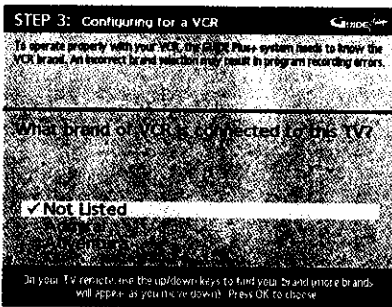 STEP 3: Configuring for a VCR
GUIDE Plus+
To operate properly with your VCR, the GUIDE Plus+ system needs to know the
VCR brand. An incorrect brand selection may result in program recording errors.
What brand of VCR is connected to this TV?
✓ Not Listed
On your TV remote, use the up/down keys to find your brand (more brands
will appear as you move down). Press OK to choose